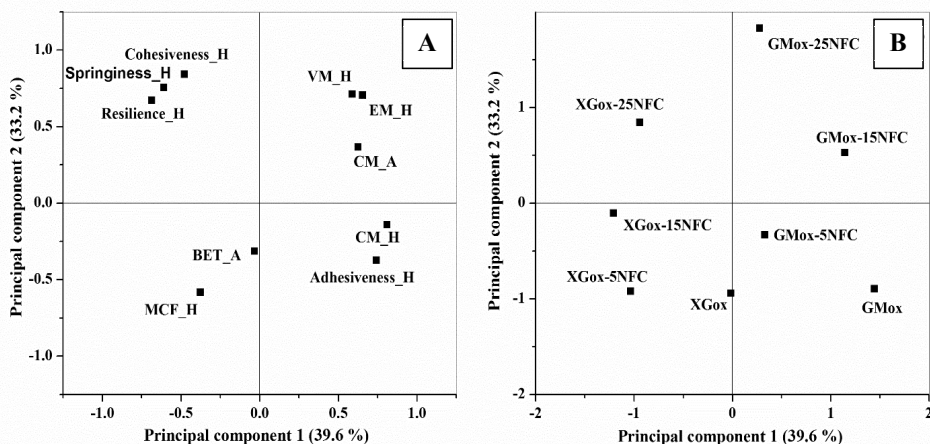 A
1.0
0.5
0.0
-0.5
-1.0
Principal component 2 (33.2 %)
Cohesiveness_H
Springiness_H
Resilience_H
VM_H
EM_H
CM_A
CM_H
Adhesiveness_H
BET_A
MCF_H
-1.0 -0.5 0.0 0.5 1.0
Principal component 1 (39.6 %)
B
2
1
0
-1
-2
Principal component 2 (33.2 %)
GMox-25NFC
XGox-25NFC
GMox-15NFC
XGox-15NFC
GMox-5NFC
XGox-5NFC
XGox
GMox
-2 -1 0 1 2
Principal component 1 (39.6 %)